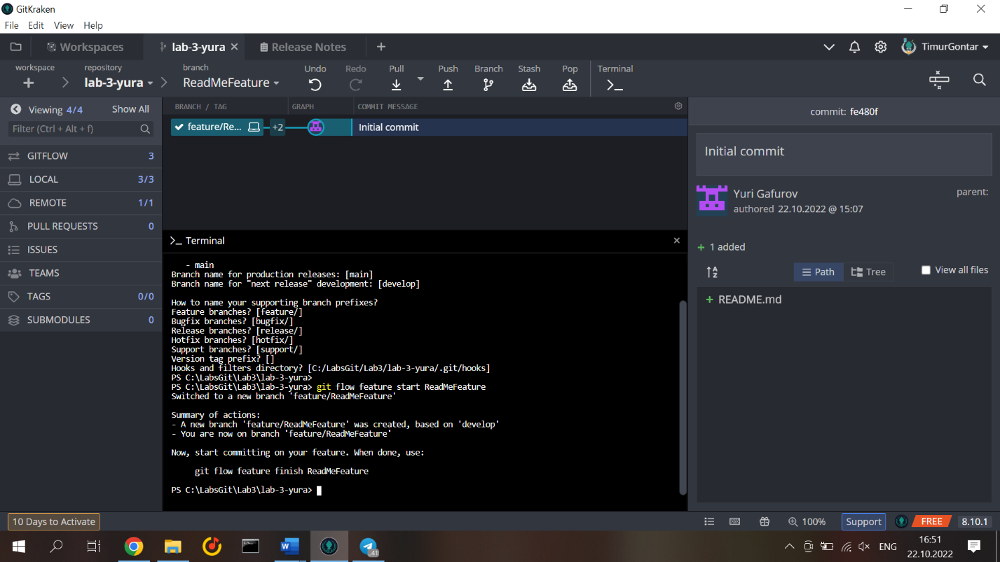 GitKraken
File Edit View Help
Workspaces
lab-3-yura
Release Notes
TimurGontar
workspace
repository
lab-3-yura
branch
ReadMeFeature
Undo
Redo
Pull
Push
Branch
Stash
Pop
Terminal
Viewing 4/4
Show All
Filter (Ctrl + Alt + f)
GITFLOW 3
LOCAL 3/3
REMOTE 1/1
PULL REQUESTS 0
ISSUES
TEAMS
TAGS 0/0
SUBMODULES 0
BRANCH / TAG
GRAPH
COMMIT MESSAGE
feature/Re...
+2
Initial commit
>_ Terminal
- main
Branch name for production releases: [main]
Branch name for "next release" development: [develop]
How to name your supporting branch prefixes?
Feature branches? [feature/]
Bugfix branches? [bugfix/]
Release branches? [release/]
Hotfix branches? [hotfix/]
Support branches? [support/]
Version tag prefix? []
Hooks and filters directory? [C:/LabsGit/Lab3/lab-3-yura/.git/hooks]
PS C:\LabsGit\Lab3\lab-3-yura>
PS C:\LabsGit\Lab3\lab-3-yura> git flow feature start ReadMeFeature
Switched to a new branch 'feature/ReadMeFeature'
Summary of actions:
- A new branch 'feature/ReadMeFeature' was created, based on 'develop'
- You are now on branch 'feature/ReadMeFeature'
Now, start committing on your feature. When done, use:
git flow feature finish ReadMeFeature
PS C:\LabsGit\Lab3\lab-3-yura>
commit: fe480f
Initial commit
Yuri Gafurov
authored 22.10.2022 @ 15:07
parent:
+ 1 added
Path
Tree
View all files
+ README.md
10 Days to Activate
100%
Support
FREE
8.10.1
41
ENG
16:51
22.10.2022